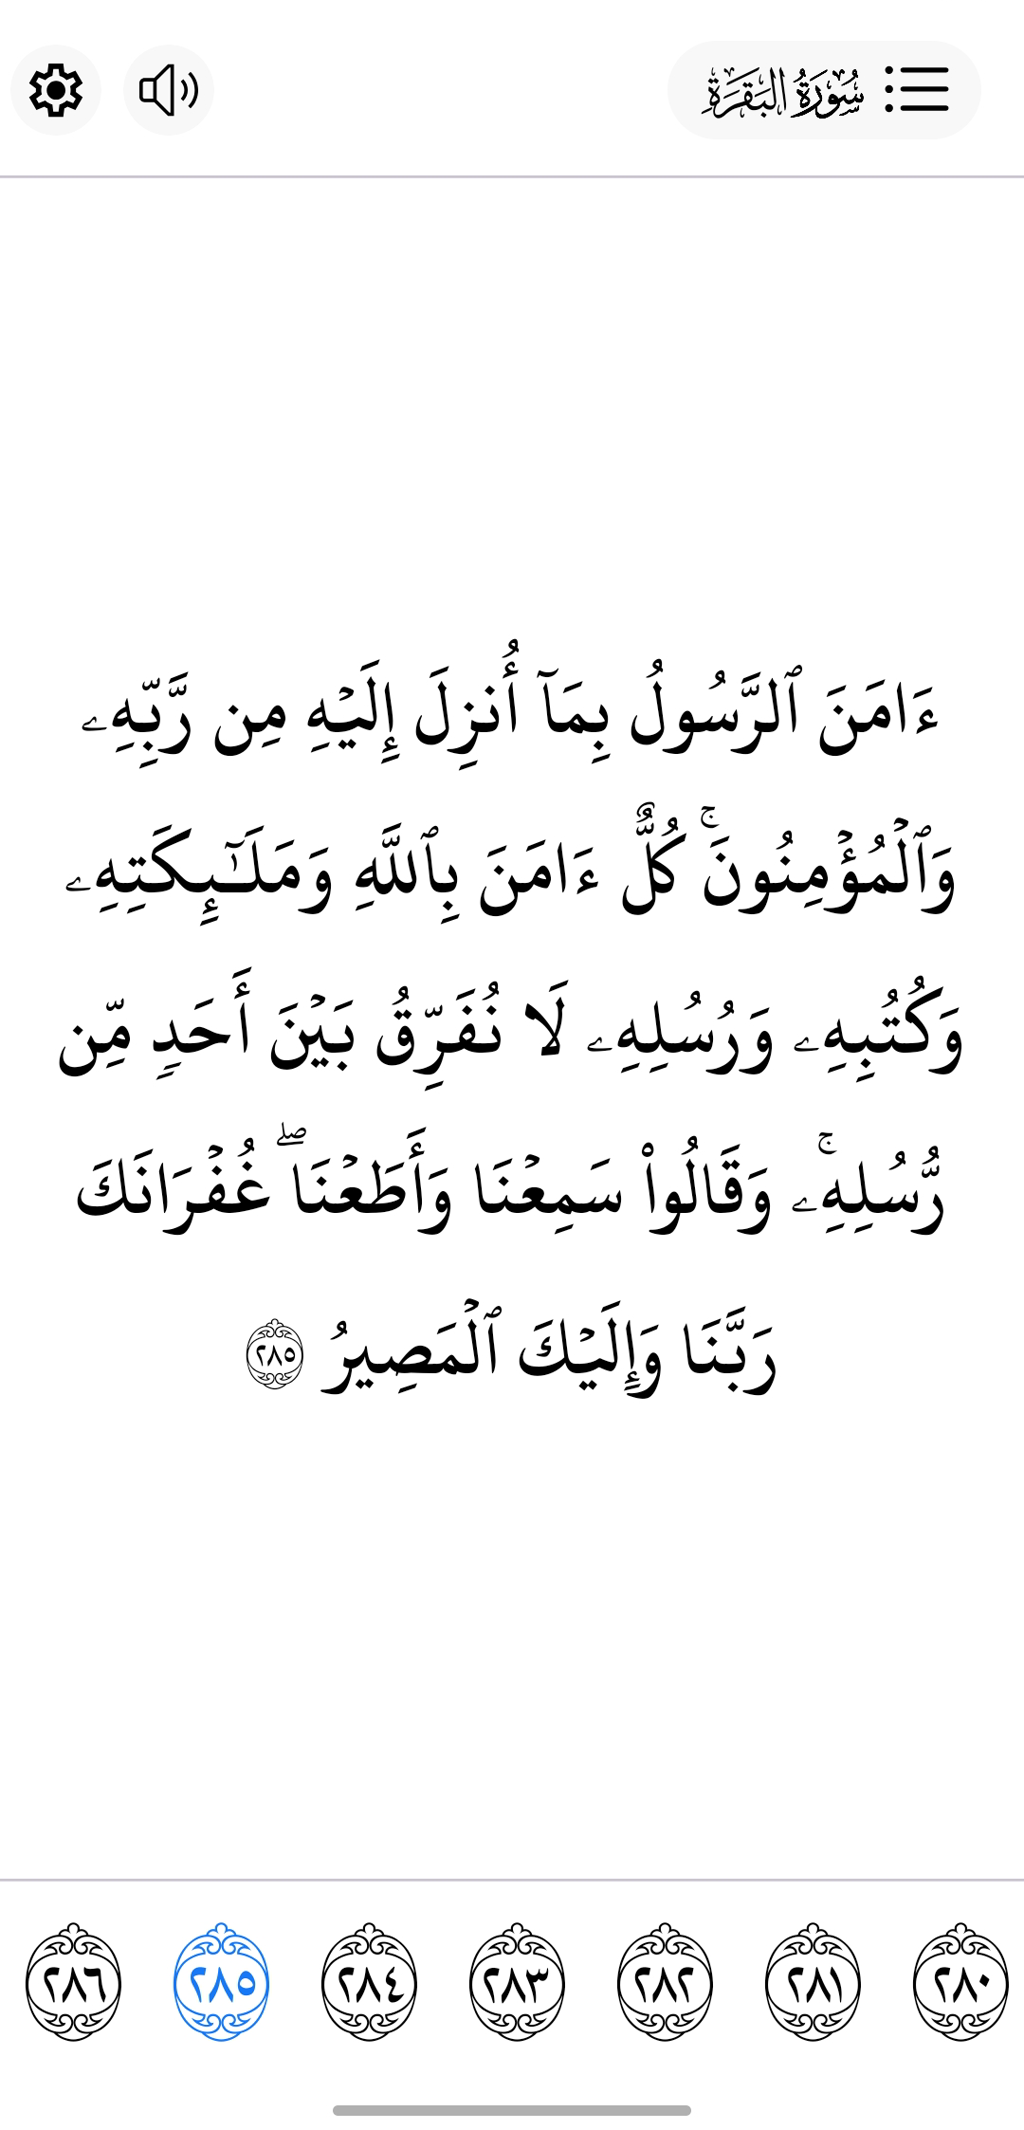 سُورَةُ البَقَرَةِ
ءَامَنَ ٱلرَّسُولُ بِمَآ أُنزِلَ إِلَيْهِ مِن رَّبِّهِۦ
وَٱلْمُؤْمِنُونَ ۚ كُلٌّ ءَامَنَ بِٱللَّهِ وَمَلَـٰٓئِكَتِهِۦ
وَكُتُبِهِۦ وَرُسُلِهِۦ لَا نُفَرِّقُ بَيْنَ أَحَدٍ مِّن
رُّسُلِهِۦ ۚ وَقَالُوا۟ سَمِعْنَا وَأَطَعْنَا ۖ غُفْرَانَكَ
رَبَّنَا وَإِلَيْكَ ٱلْمَصِيرُ ٢٨٥
٢٨٠ ٢٨١ ٢٨٢ ٢٨٣ ٢٨٤ ٢٨٥ ٢٨٦